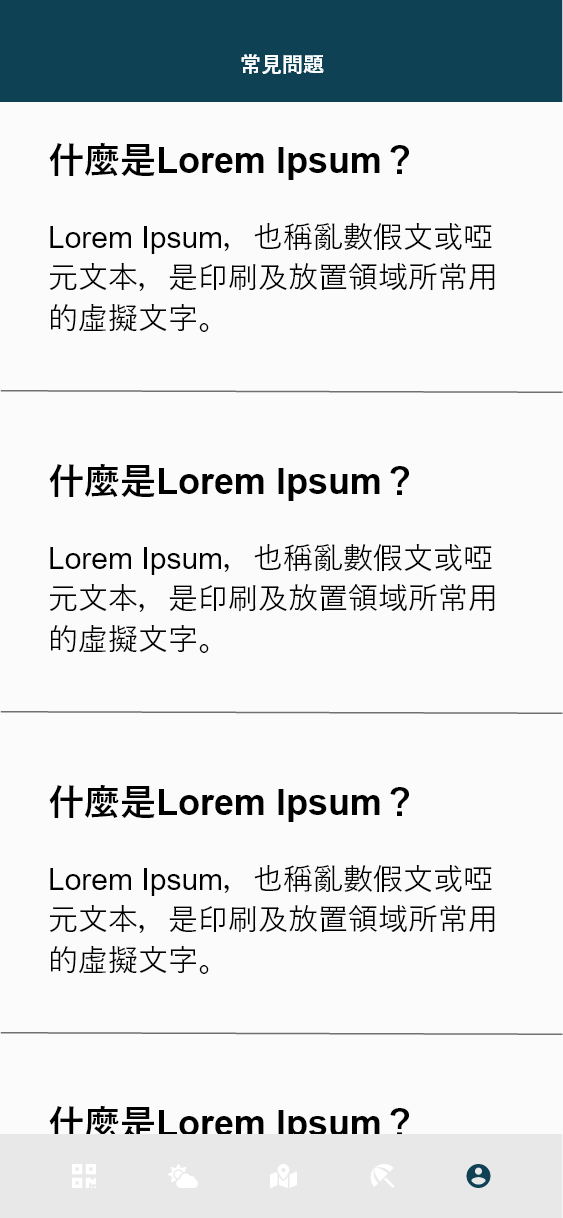 常見問題
什麼是Lorem Ipsum？
Lorem Ipsum，也稱亂數假文或啞
元文本，是印刷及放置領域所常用
的虛擬文字。
什麼是Lorem Ipsum？
Lorem Ipsum，也稱亂數假文或啞
元文本，是印刷及放置領域所常用
的虛擬文字。
什麼是Lorem Ipsum？
Lorem Ipsum，也稱亂數假文或啞
元文本，是印刷及放置領域所常用
的虛擬文字。
什麼是Lorem Ipsum？